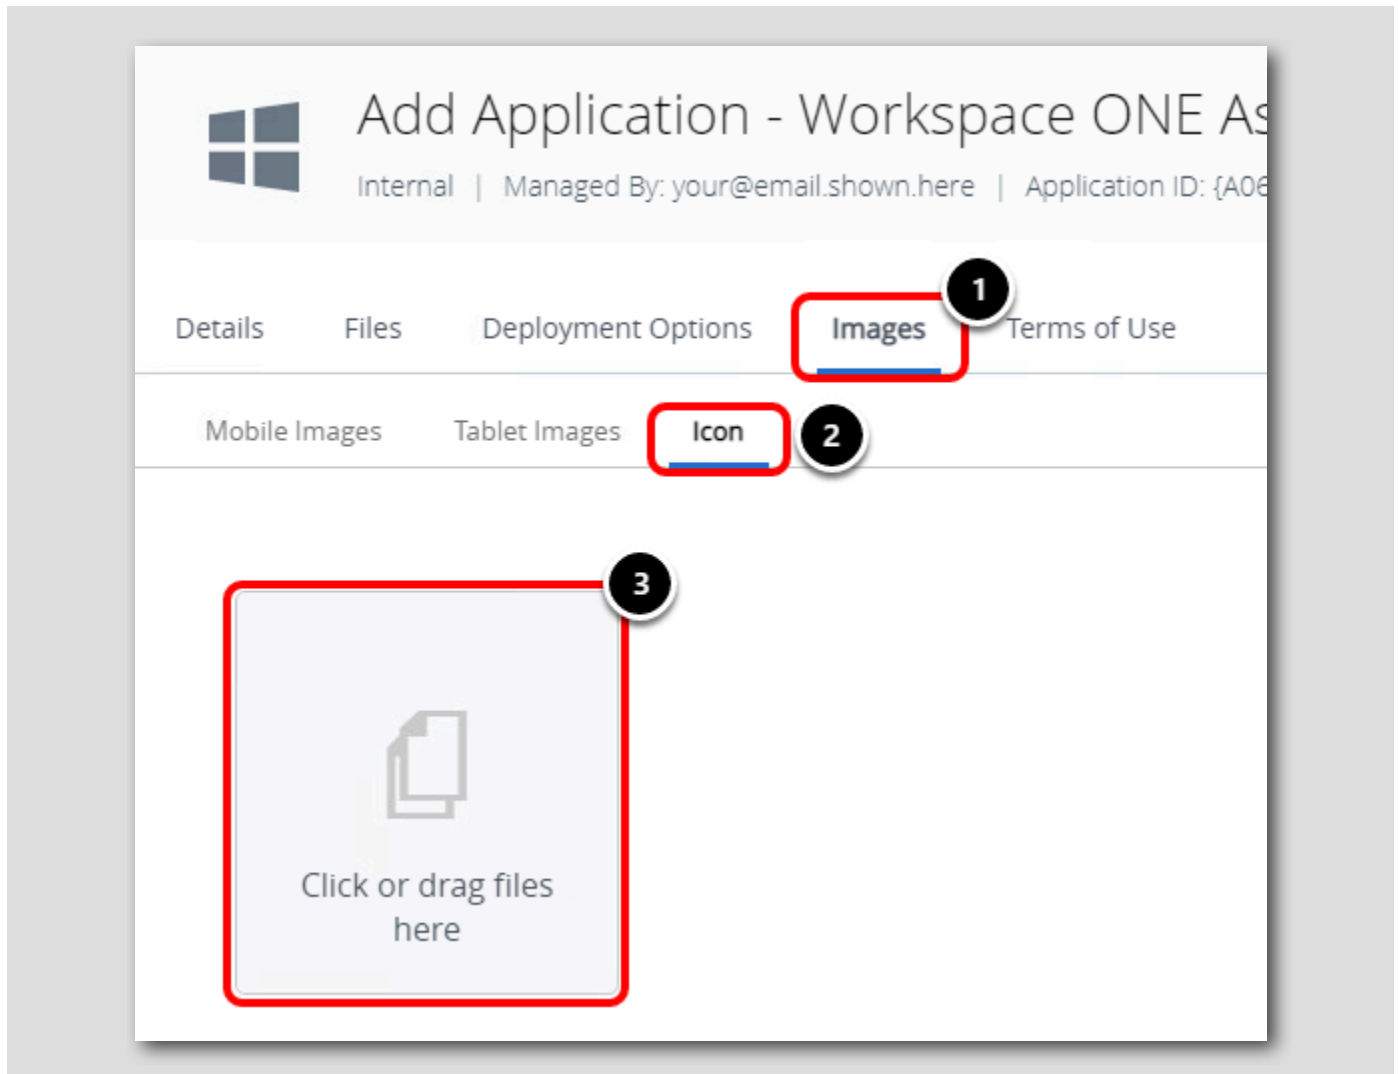 Add Application - Workspace ONE As
Internal | Managed By: your@email.shown.here | Application ID: {A06
1
Details Files Deployment Options Images Terms of Use
Mobile Images Tablet Images Icon 2
3
Click or drag files
here